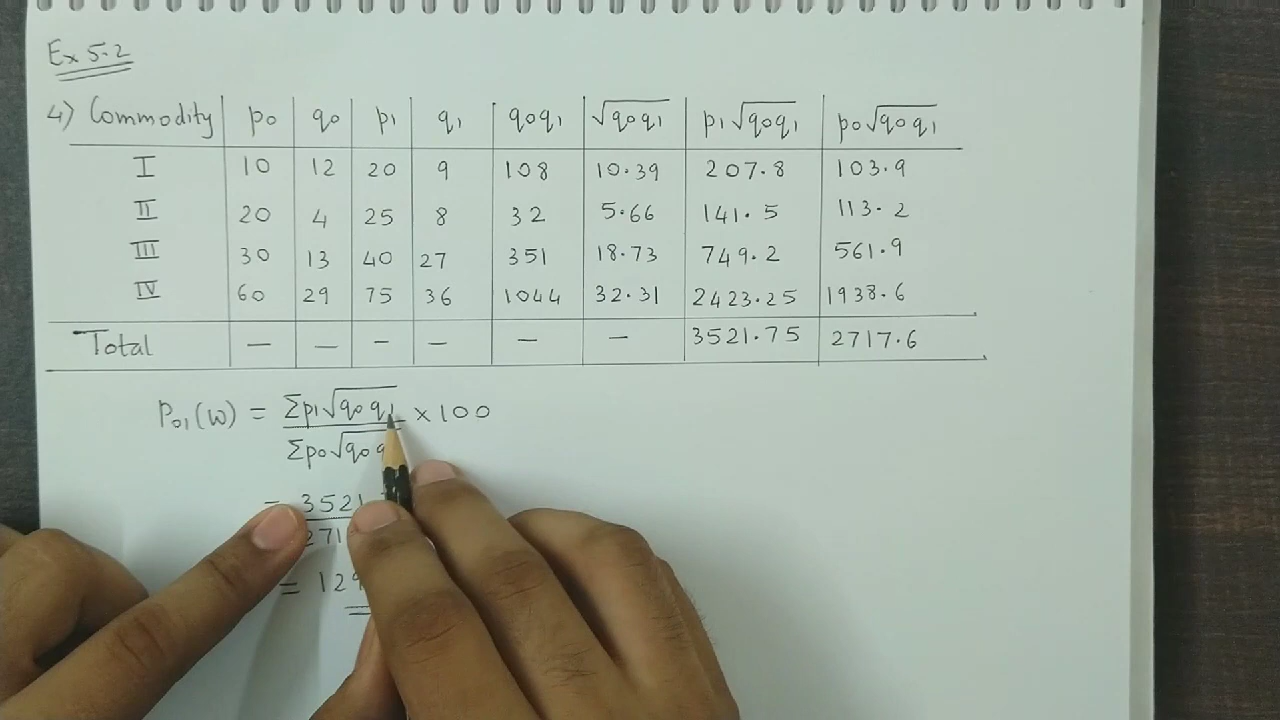 Ex 5.2
4) Commodity p0 q0 p1 q1 q0q1 √q0q1 p1√q0q1 p0√q0q1
I 10 12 20 9 108 10.39 207.8 103.9
II 20 4 25 8 32 5.66 141.5 113.2
III 30 13 40 27 351 18.73 749.2 561.9
IV 60 29 75 36 1044 32.31 2423.25 1938.6
Total — — — — — — 3521.75 2717.6
P01(W) = Σp1√q0q1 × 100
Σp0√q0q
= 3521
271
= 129